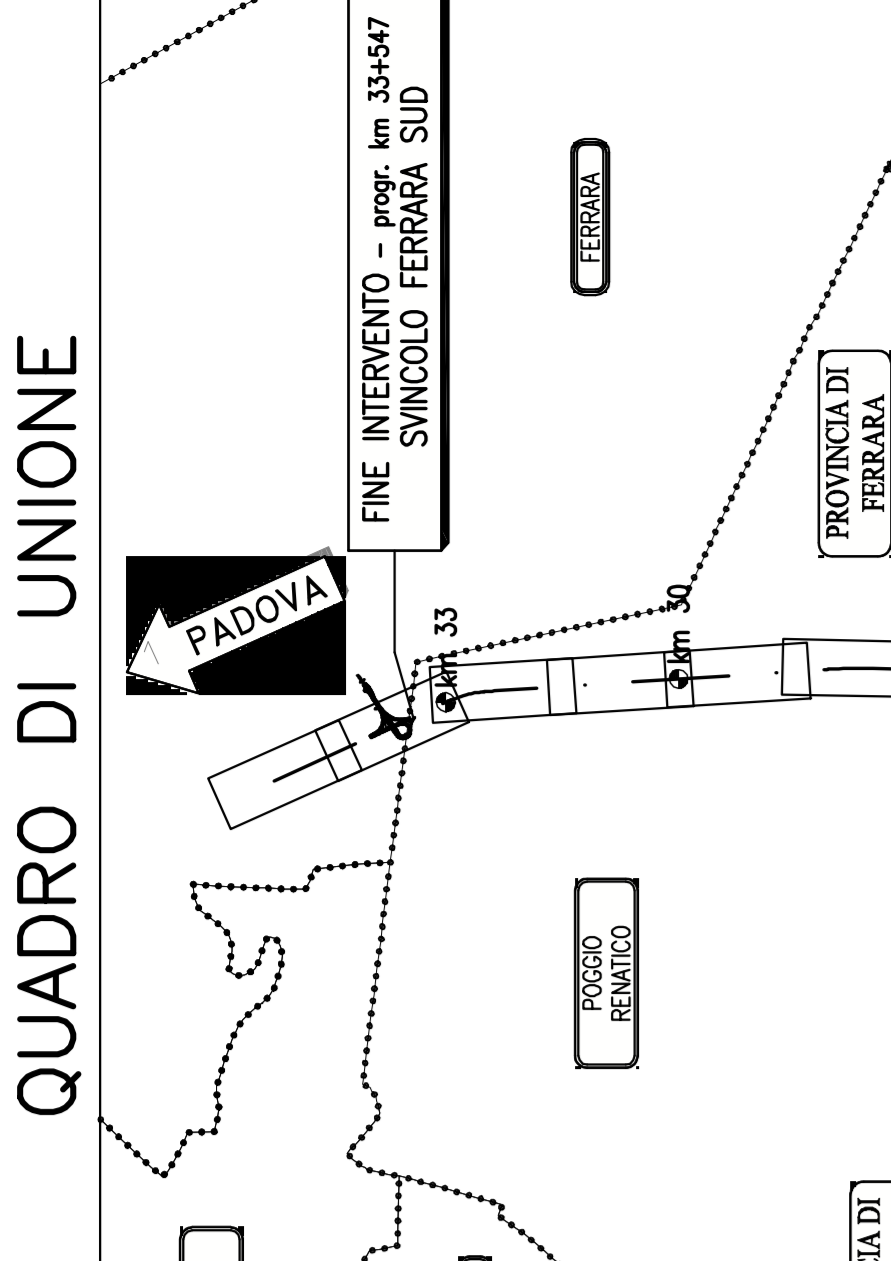 QUADRO DI UNIONE
PADOVA
FINE INTERVENTO - progr. km 33+547
SVINCOLO FERRARA SUD
km 33
km 30
FERRARA
PROVINCIA DI
FERRARA
POGGIO
RENATICO
DI